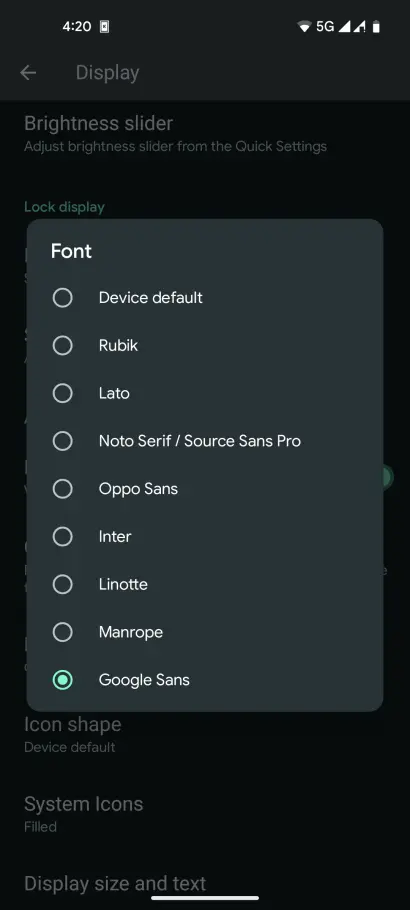 4:20
5G
Display
Brightness slider
Adjust brightness slider from the Quick Settings
Lock display
Font
Device default
Rubik
Lato
Noto Serif / Source Sans Pro
Oppo Sans
Inter
Linotte
Manrope
Google Sans
Icon shape
Device default
System Icons
Filled
Display size and text